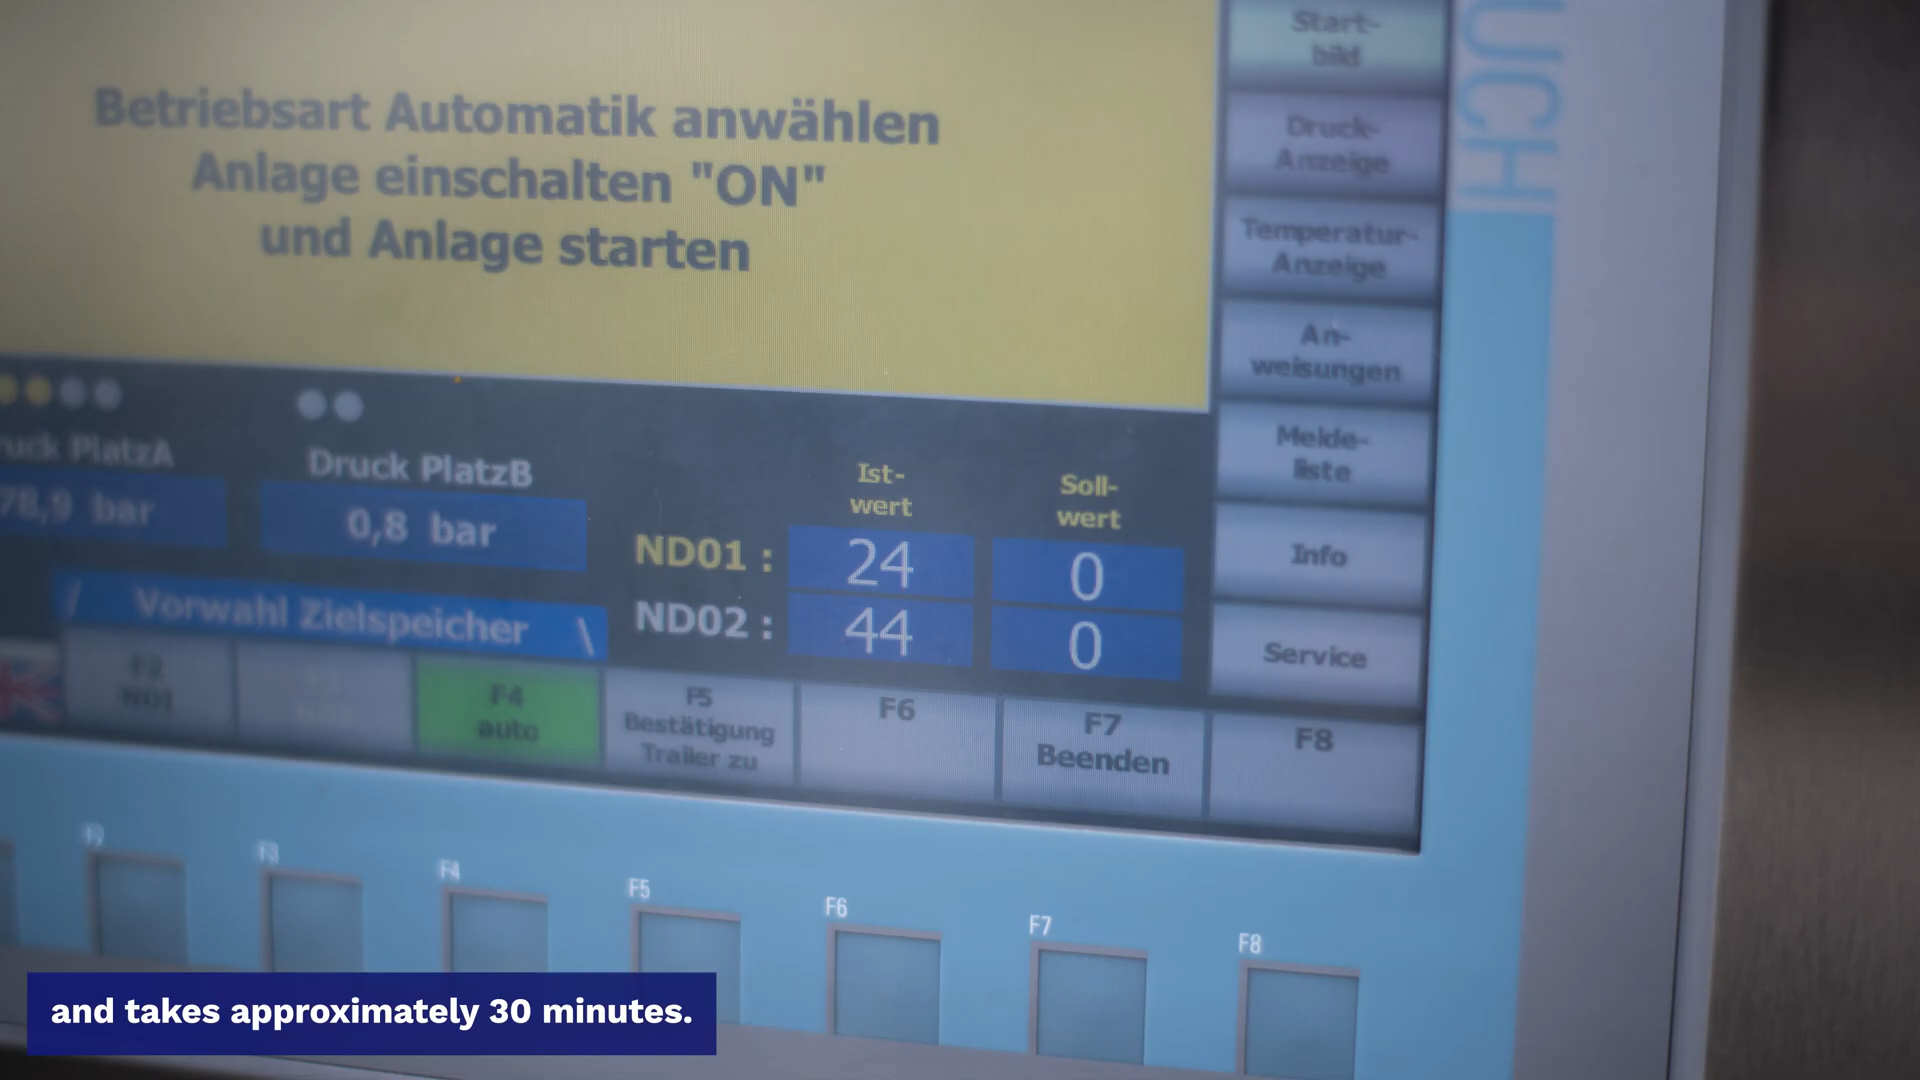 Betriebsart Automatik anwählen
Anlage einschalten "ON"
und Anlage starten
Start-
bild
Druck-
Anzeige
Temperatur-
Anzeige
An-
weisungen
Melde-
liste
Info
Service
UCH
ruck PlatzA
78,9 bar
Druck PlatzB
0,8 bar
Ist-
wert
Soll-
wert
ND01 : 24 0
ND02 : 44 0
/ Vorwahl Zielspeicher \
F2
ND1
F4
auto
F5
Bestätigung
Trailer zu
F6
F7
Beenden
F8
F2
F3
F4
F5
F6
F7
F8
and takes approximately 30 minutes.